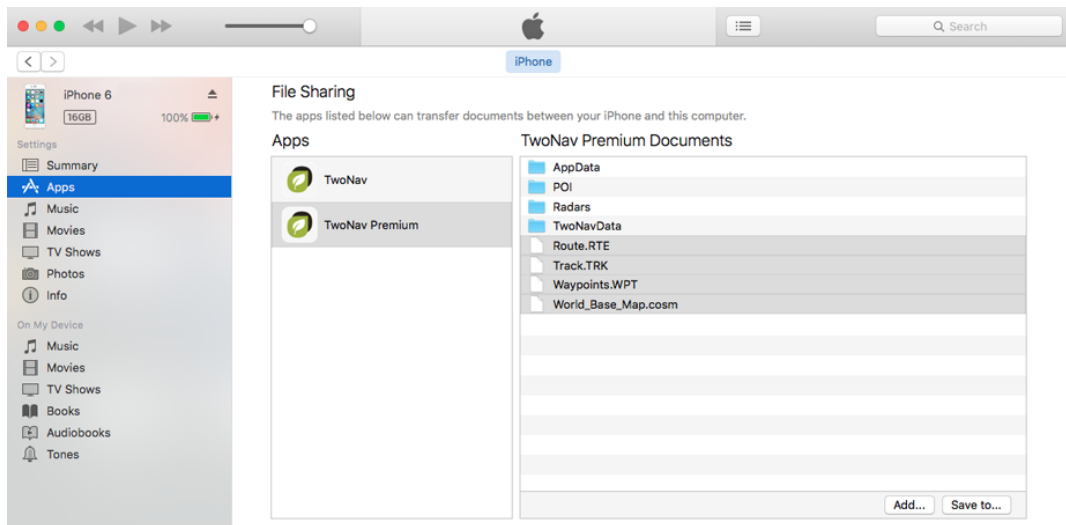 Search
iPhone
iPhone 6
16GB
100%
Settings
Summary
Apps
Music
Movies
TV Shows
Photos
Info
On My Device
Music
Movies
TV Shows
Books
Audiobooks
Tones
File Sharing
The apps listed below can transfer documents between your iPhone and this computer.
Apps
TwoNav
TwoNav Premium
TwoNav Premium Documents
AppData
POI
Radars
TwoNavData
Route.RTE
Track.TRK
Waypoints.WPT
World_Base_Map.cosm
Add...
Save to...